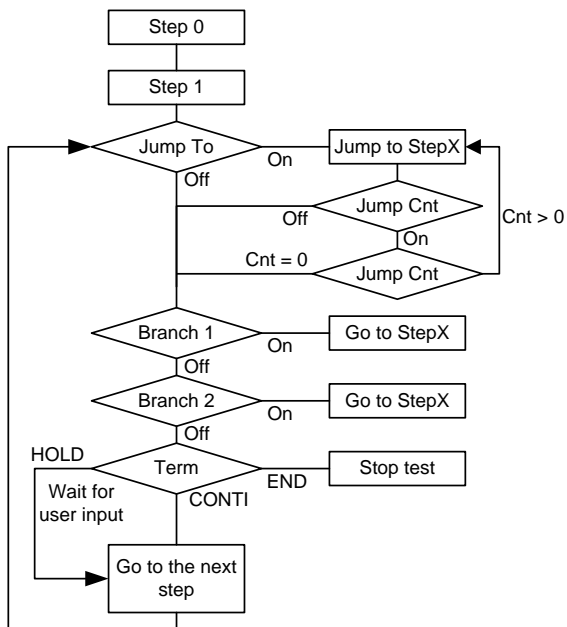 Step 0
Step 1
Jump To
On
Jump to StepX
Off
Off
Jump Cnt
On
Cnt > 0
Cnt = 0
Jump Cnt
Branch 1
On
Go to StepX
Off
Branch 2
On
Go to StepX
Off
HOLD
Term
END
Stop test
Wait for
user input
CONTI
Go to the next
step